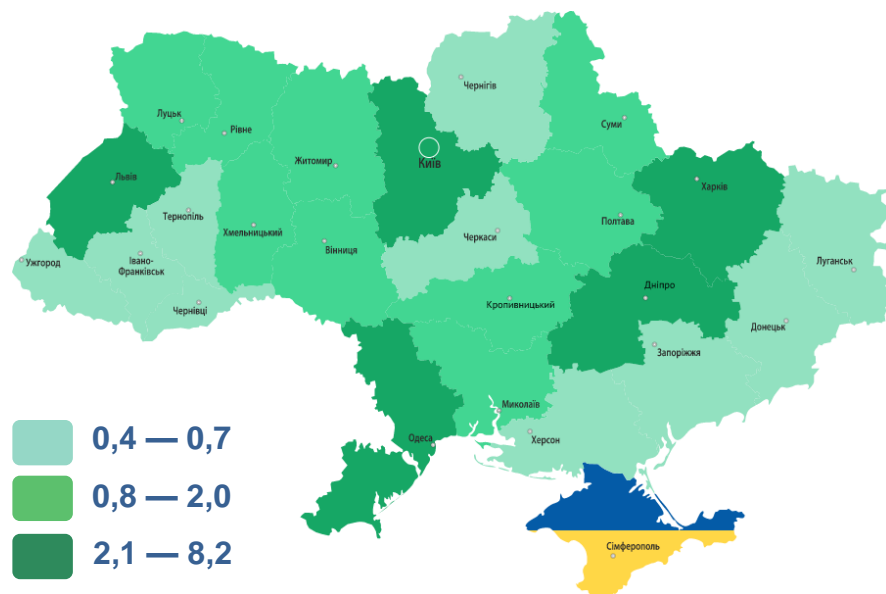 Чернігів
Луцьк
Рівне
Суми
Житомир
Київ
Львів
Харків
Тернопіль
Полтава
Хмельницький
Черкаси
Вінниця
Ужгород
Івано-
Франківськ
Луганськ
Чернівці
Кропивницький
Дніпро
Донецьк
Запоріжжя
Миколаїв
Одеса
Херсон
0,4 — 0,7
0,8 — 2,0
2,1 — 8,2
Сімферополь